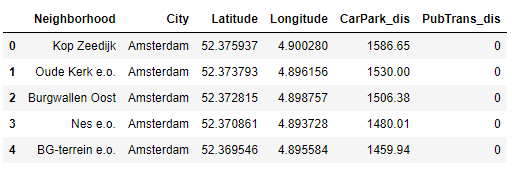 Neighborhood City Latitude Longitude CarPark_dis PubTrans_dis
0 Kop Zeedijk Amsterdam 52.375937 4.900280 1586.65 0
1 Oude Kerk e.o. Amsterdam 52.373793 4.896156 1530.00 0
2 Burgwallen Oost Amsterdam 52.372815 4.898757 1506.38 0
3 Nes e.o. Amsterdam 52.370861 4.893728 1480.01 0
4 BG-terrein e.o. Amsterdam 52.369546 4.895584 1459.94 0